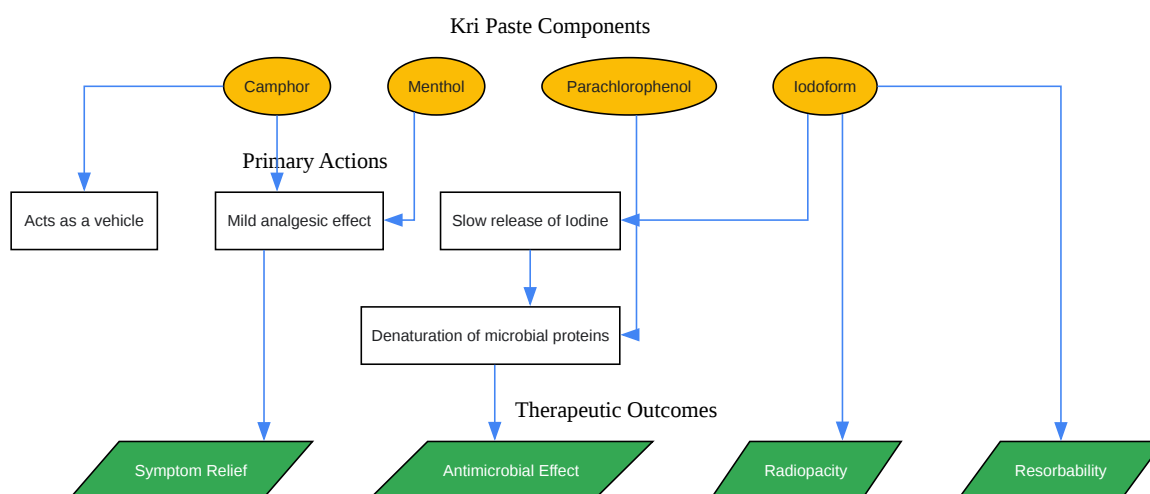 Kri Paste Components
Camphor
Menthol
Parachlorophenol
Iodoform
Primary Actions
Acts as a vehicle
Mild analgesic effect
Slow release of Iodine
Denaturation of microbial proteins
Therapeutic Outcomes
Symptom Relief
Antimicrobial Effect
Radiopacity
Resorbability